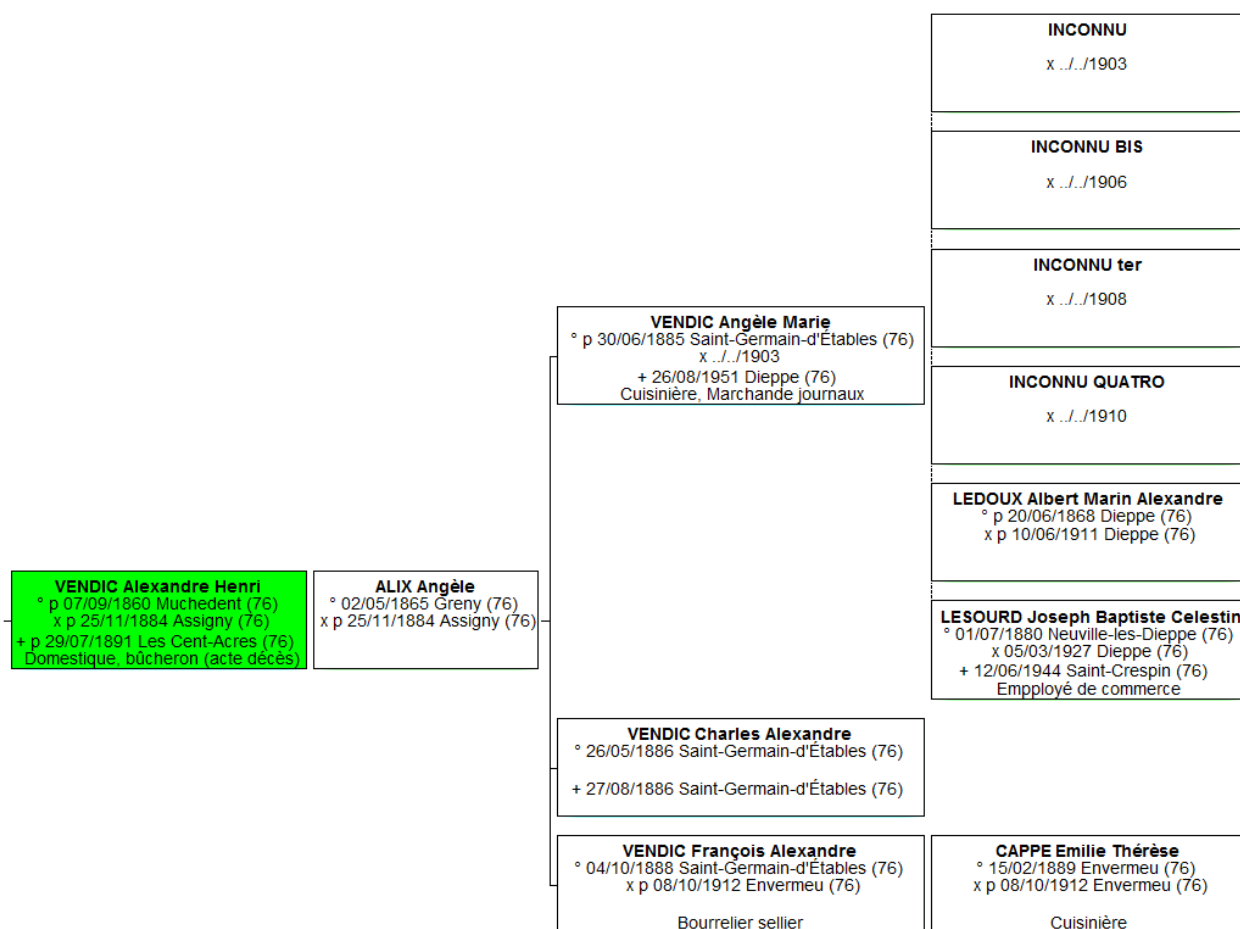 INCONNU
x ../../1903
INCONNU BIS
x ../../1906
INCONNU ter
x ../../1908
VENDIC Angèle Marie
° p 30/06/1885 Saint-Germain-d'Étables (76)
x ../../1903
+ 26/08/1951 Dieppe (76)
Cuisinière, Marchande journaux
INCONNU QUATRO
x ../../1910
LEDOUX Albert Marin Alexandre
° p 20/06/1868 Dieppe (76)
x p 10/06/1911 Dieppe (76)
VENDIC Alexandre Henri
° p 07/09/1860 Muchedent (76)
x p 25/11/1884 Assigny (76)
+ p 29/07/1891 Les Cent-Acres (76)
Domestique, bûcheron (acte décès)
ALIX Angèle
° 02/05/1865 Greny (76)
x p 25/11/1884 Assigny (76)
LESOURD Joseph Baptiste Celestin
° 01/07/1880 Neuville-les-Dieppe (76)
x 05/03/1927 Dieppe (76)
+ 12/06/1944 Saint-Crespin (76)
Empployé de commerce
VENDIC Charles Alexandre
° 26/05/1886 Saint-Germain-d'Étables (76)
+ 27/08/1886 Saint-Germain-d'Étables (76)
VENDIC François Alexandre
° 04/10/1888 Saint-Germain-d'Étables (76)
x p 08/10/1912 Envermeu (76)
Bourrelier sellier
CAPPE Emilie Thérèse
° 15/02/1889 Envermeu (76)
x p 08/10/1912 Envermeu (76)
Cuisinière